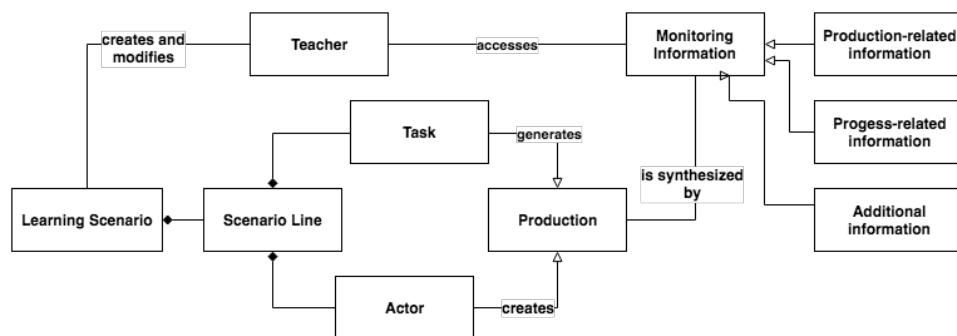 creates and
modifies
Teacher
accesses
Monitoring
Information
Production-related
information
Task
generates
Progess-related
information
is synthesized
by
Learning Scenario
Scenario Line
Production
Additional
information
Actor
creates